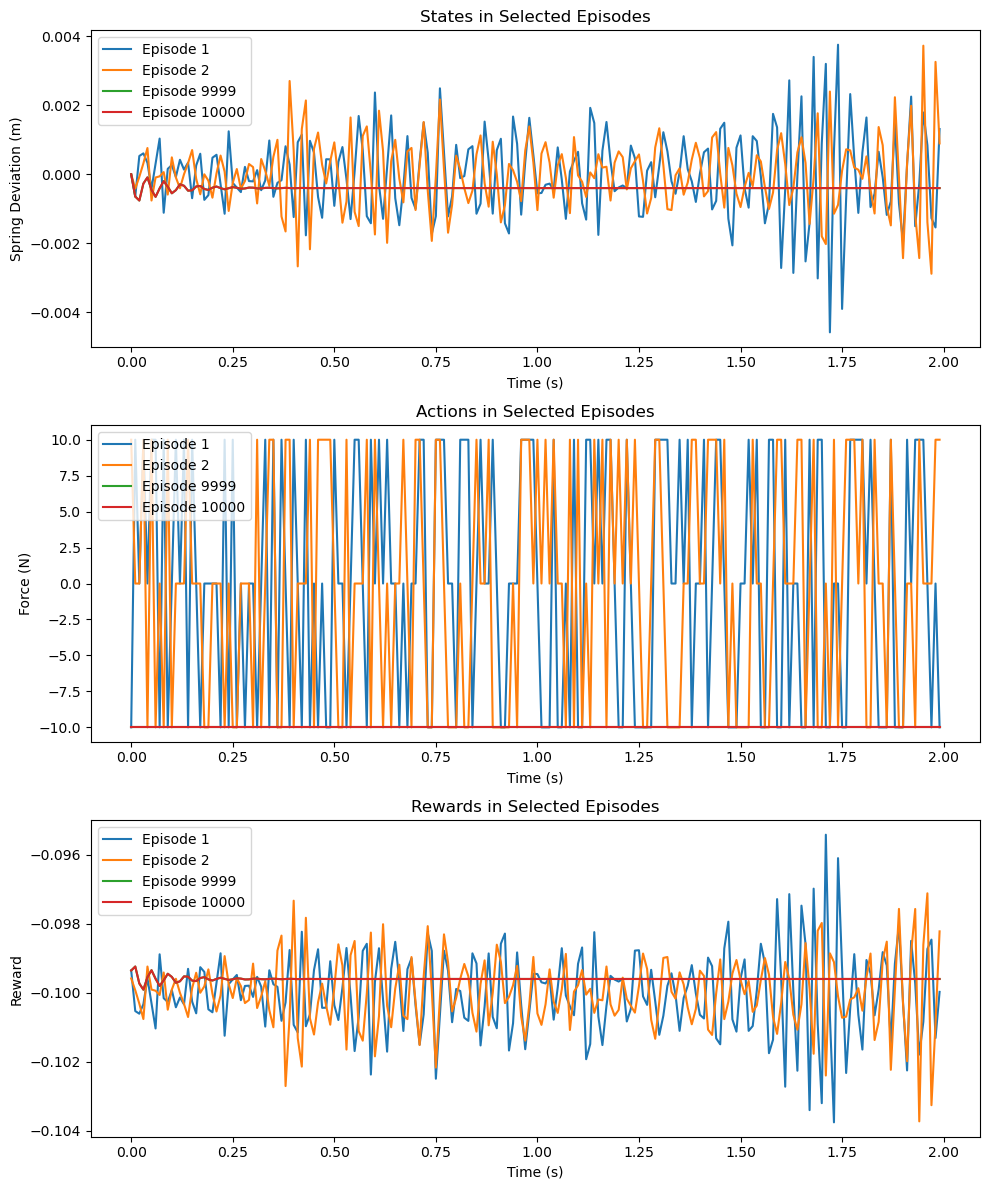 States in Selected Episodes
Spring Deviation (m)
0.004
0.002
0.000
−0.002
−0.004
Episode 1
Episode 2
Episode 9999
Episode 10000
0.00 0.25 0.50 0.75 1.00 1.25 1.50 1.75 2.00
Time (s)
Actions in Selected Episodes
Force (N)
10.0
7.5
5.0
2.5
0.0
−2.5
−5.0
−7.5
−10.0
Episode 1
Episode 2
Episode 9999
Episode 10000
0.00 0.25 0.50 0.75 1.00 1.25 1.50 1.75 2.00
Time (s)
Rewards in Selected Episodes
Reward
−0.096
−0.098
−0.100
−0.102
−0.104
Episode 1
Episode 2
Episode 9999
Episode 10000
0.00 0.25 0.50 0.75 1.00 1.25 1.50 1.75 2.00
Time (s)